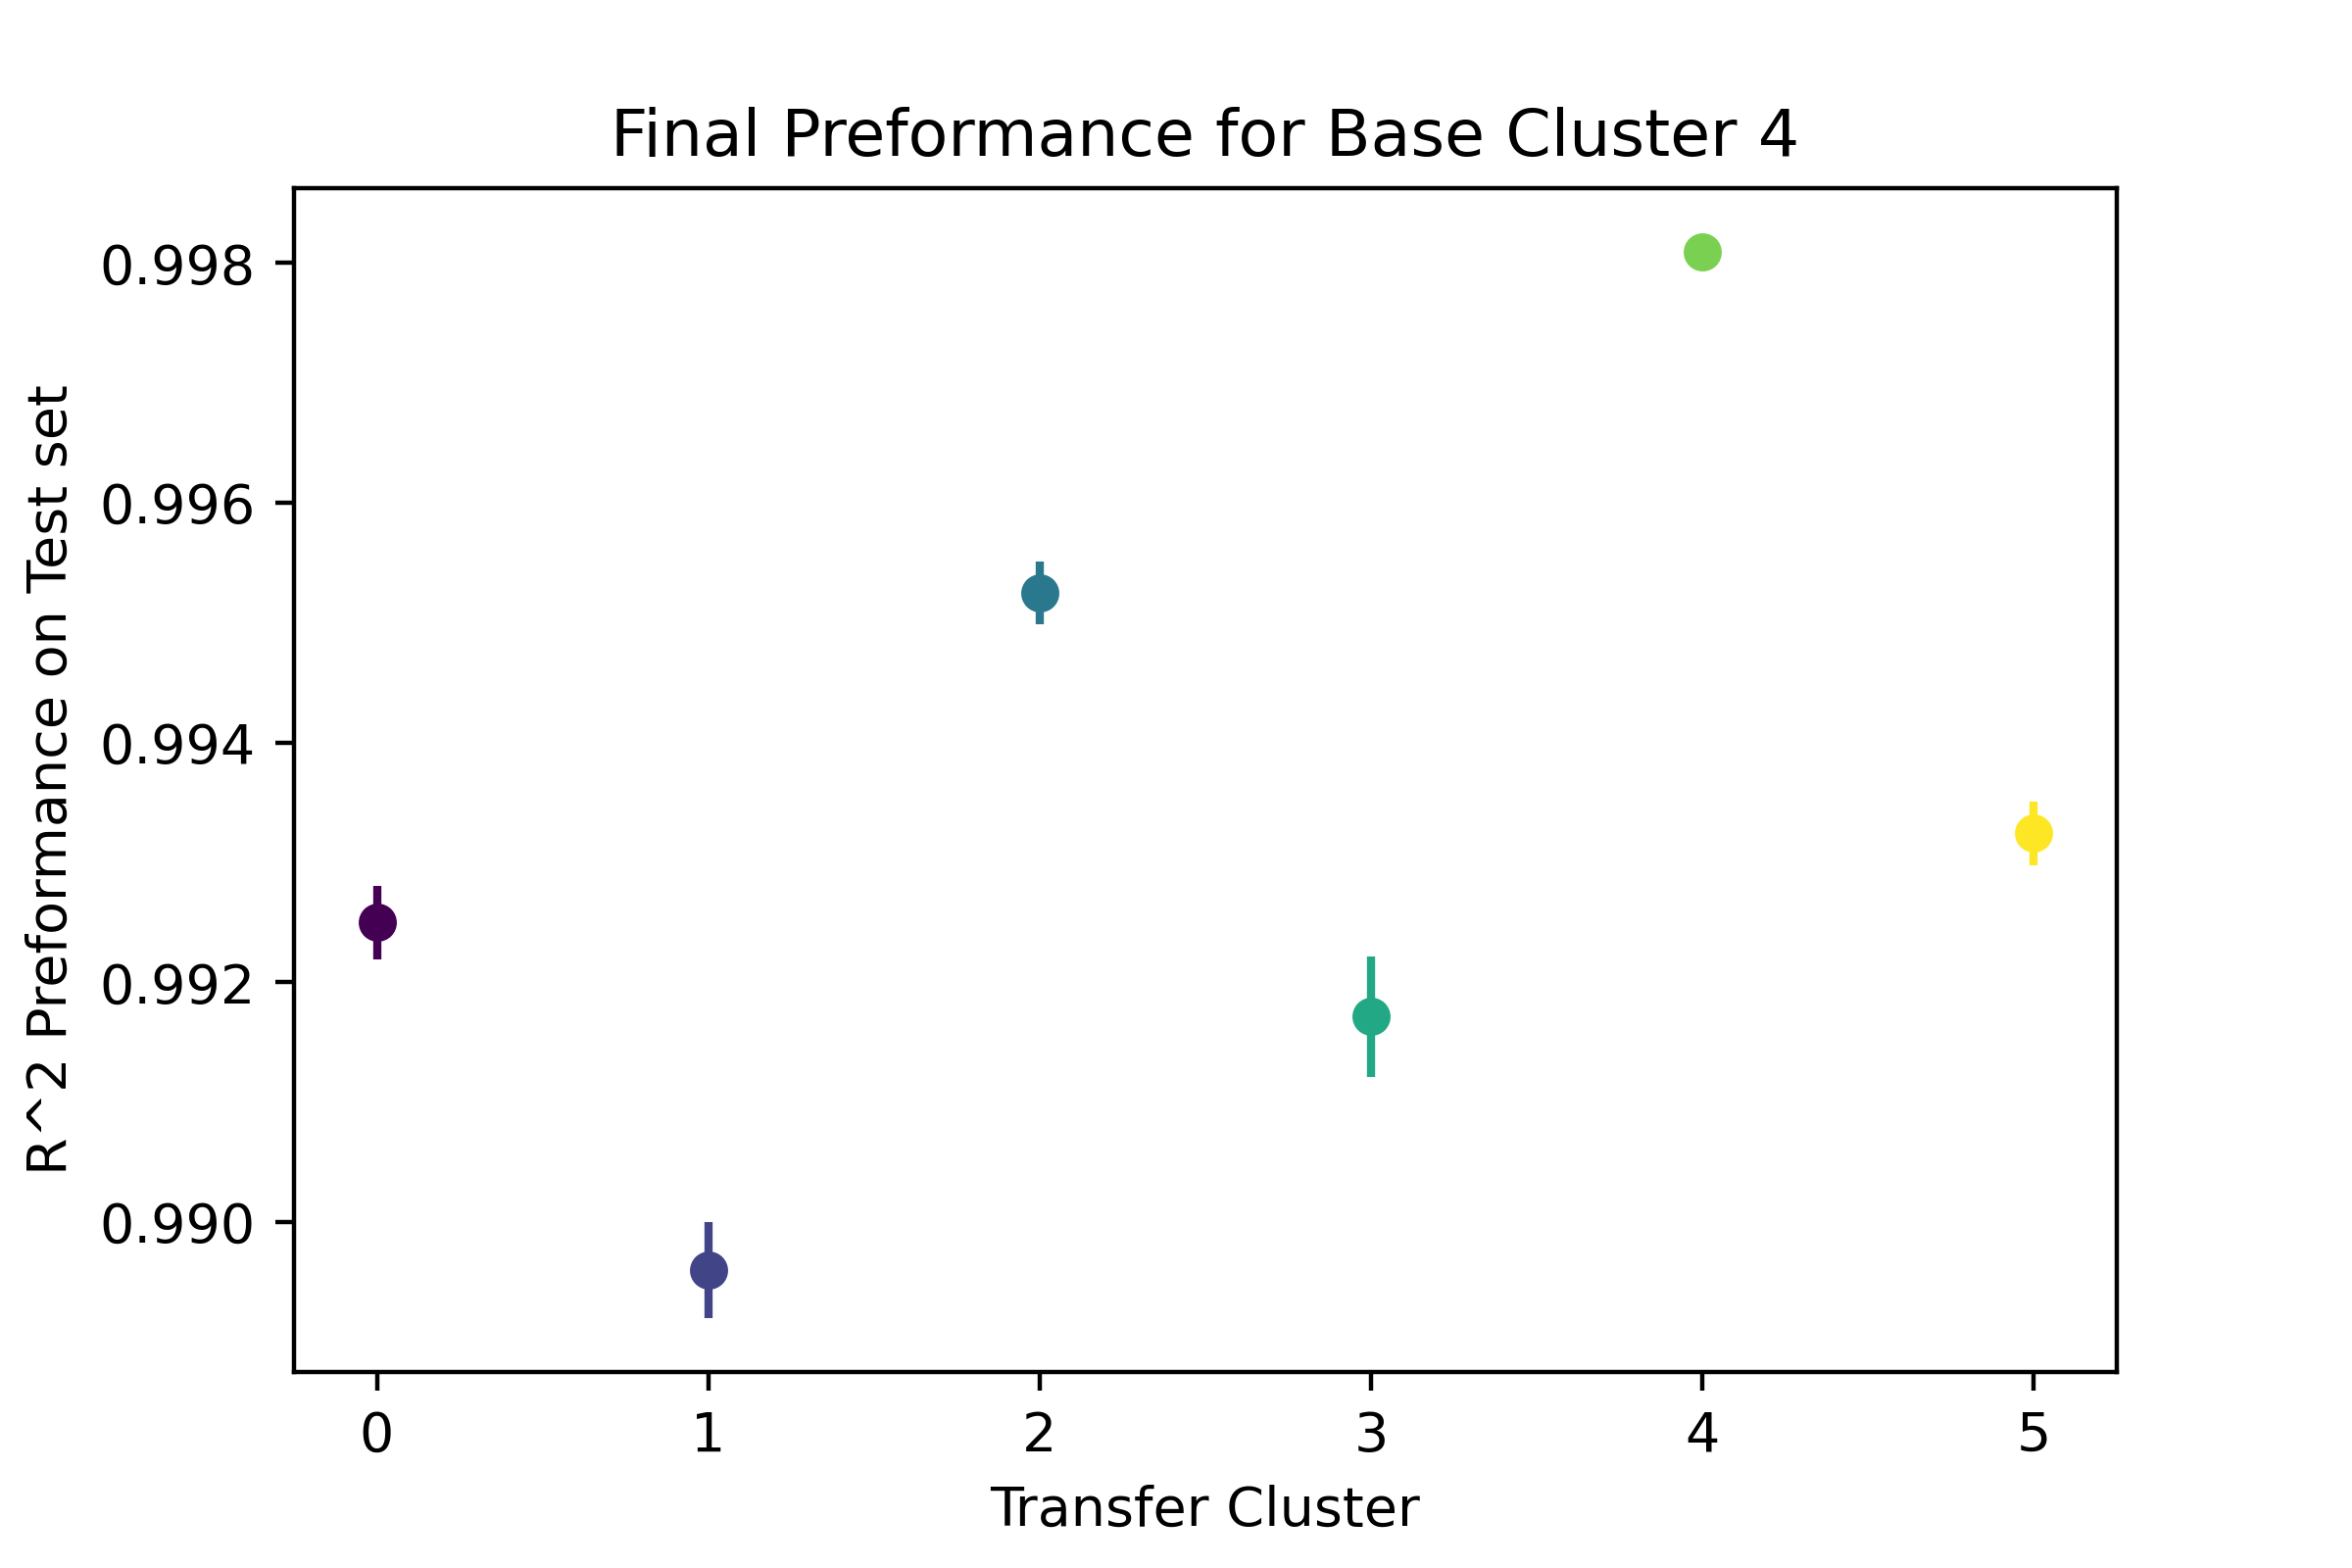 Final Preformance for Base Cluster 4
R^2 Preformance on Test set
0.998
0.996
0.994
0.992
0.990
0 1 2 3 4 5
Transfer Cluster